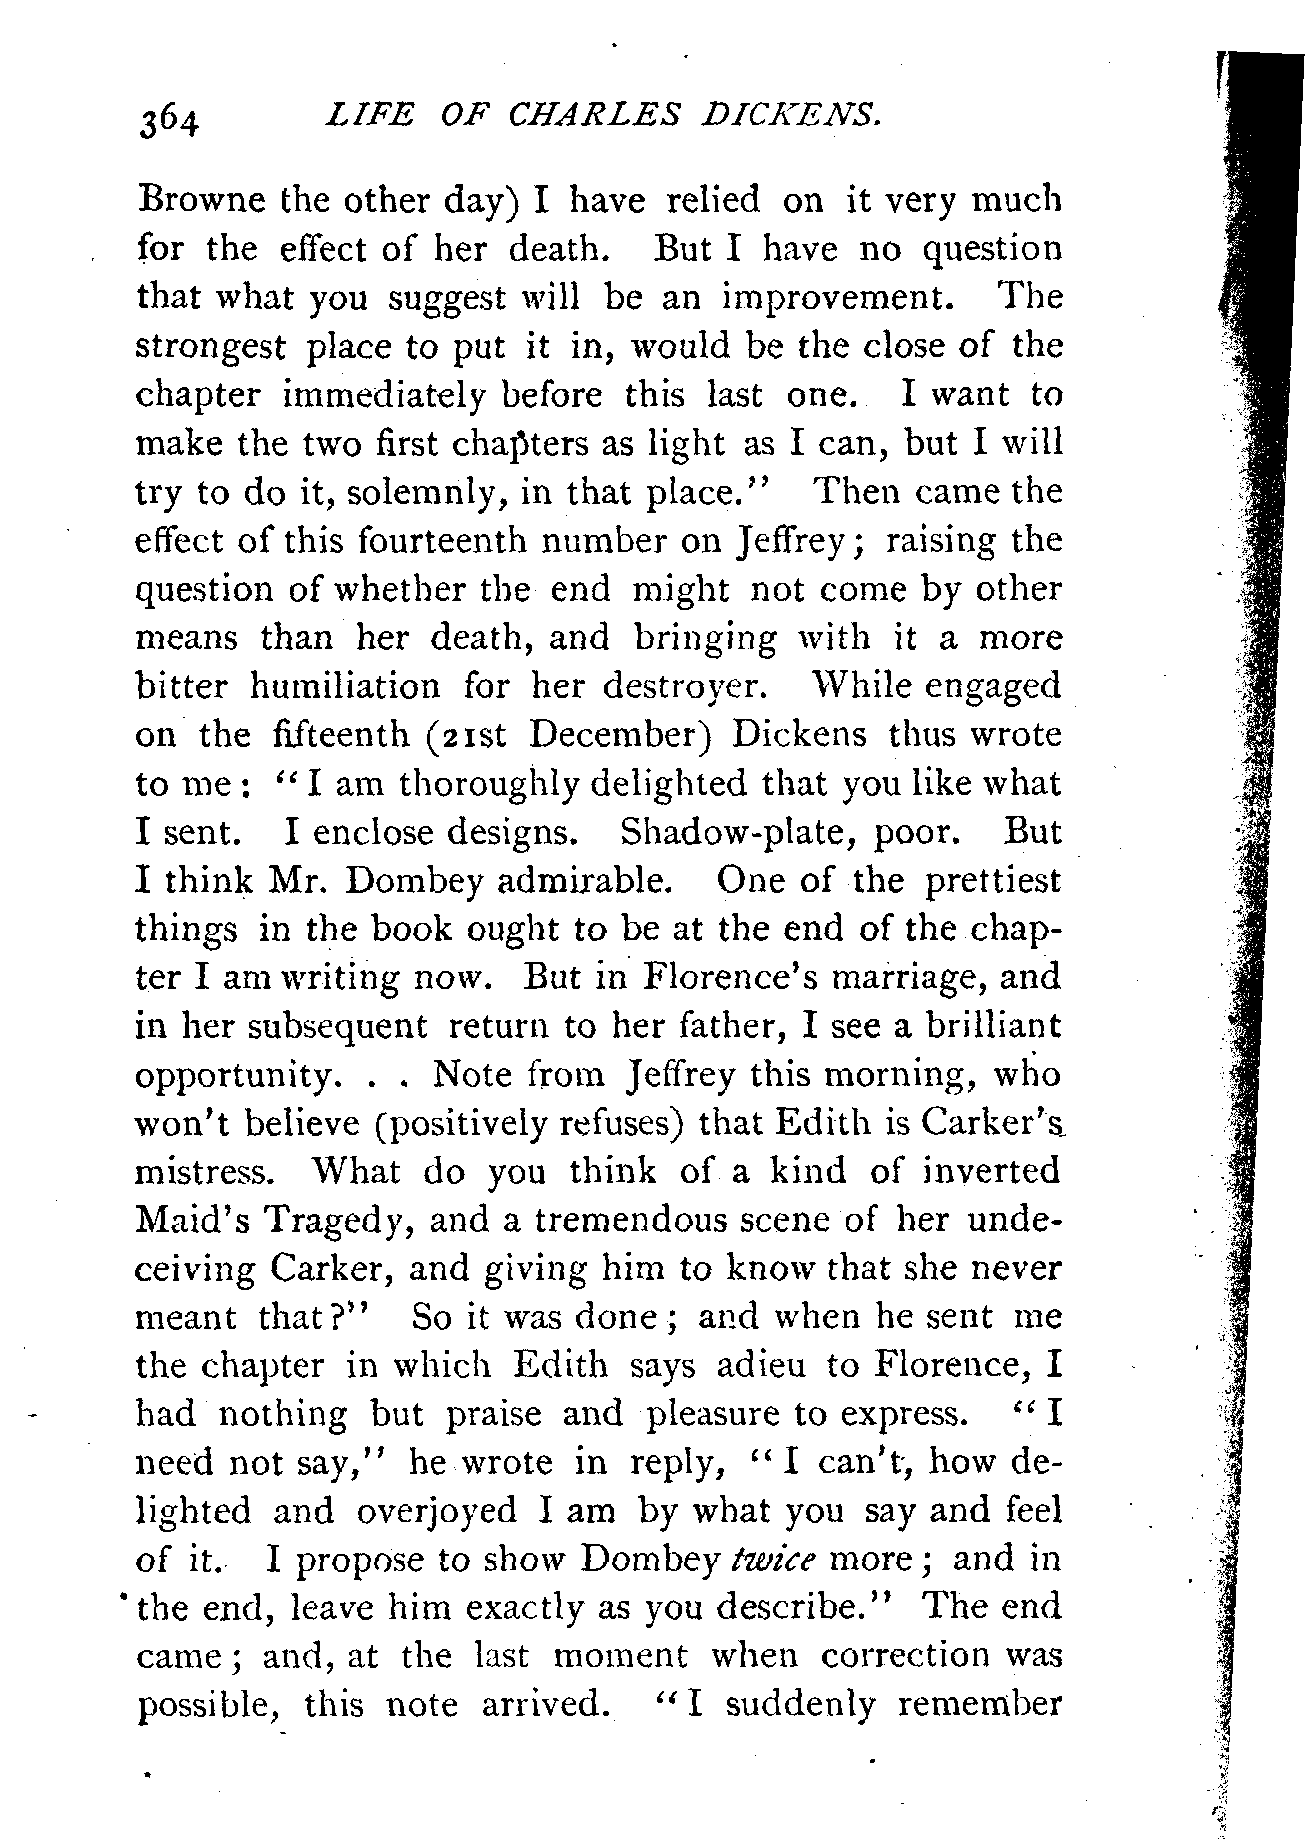 364 LIFE OF CHARLES DICKENS.
Browne the other day) I have relied on it very much
for the effect of her death. But I have no question
that what you suggest will be an improvement. The
strongest place to put it in, would be the close of the
chapter immediately before this last one. I want to
make the two first chapters as light as I can, but I will
try to do it, solemnly, in that place." Then came the
effect of this fourteenth number on Jeffrey; raising the
question of whether the end might not come by other
means than her death, and bringing with it a more
bitter humiliation for her destroyer. While engaged
on the fifteenth (21st December) Dickens thus wrote
to me: "I am thoroughly delighted that you like what
I sent. I enclose designs. Shadow-plate, poor. But
I think Mr. Dombey admirable. One of the prettiest
things in the book ought to be at the end of the chap-
ter I am writing now. But in Florence's marriage, and
in her subsequent return to her father, I see a brilliant
opportunity. . . Note from Jeffrey this morning, who
won't believe (positively refuses) that Edith is Carker's
mistress. What do you think of a kind of inverted
Maid's Tragedy, and a tremendous scene of her unde-
ceiving Carker, and giving him to know that she never
meant that?" So it was done; and when he sent me
the chapter in which Edith says adieu to Florence, I
had nothing but praise and pleasure to express. "I
need not say," he wrote in reply, "I can't, how de-
lighted and overjoyed I am by what you say and feel
of it. I propose to show Dombey twice more; and in
the end, leave him exactly as you describe." The end
came; and, at the last moment when correction was
possible, this note arrived. "I suddenly remember